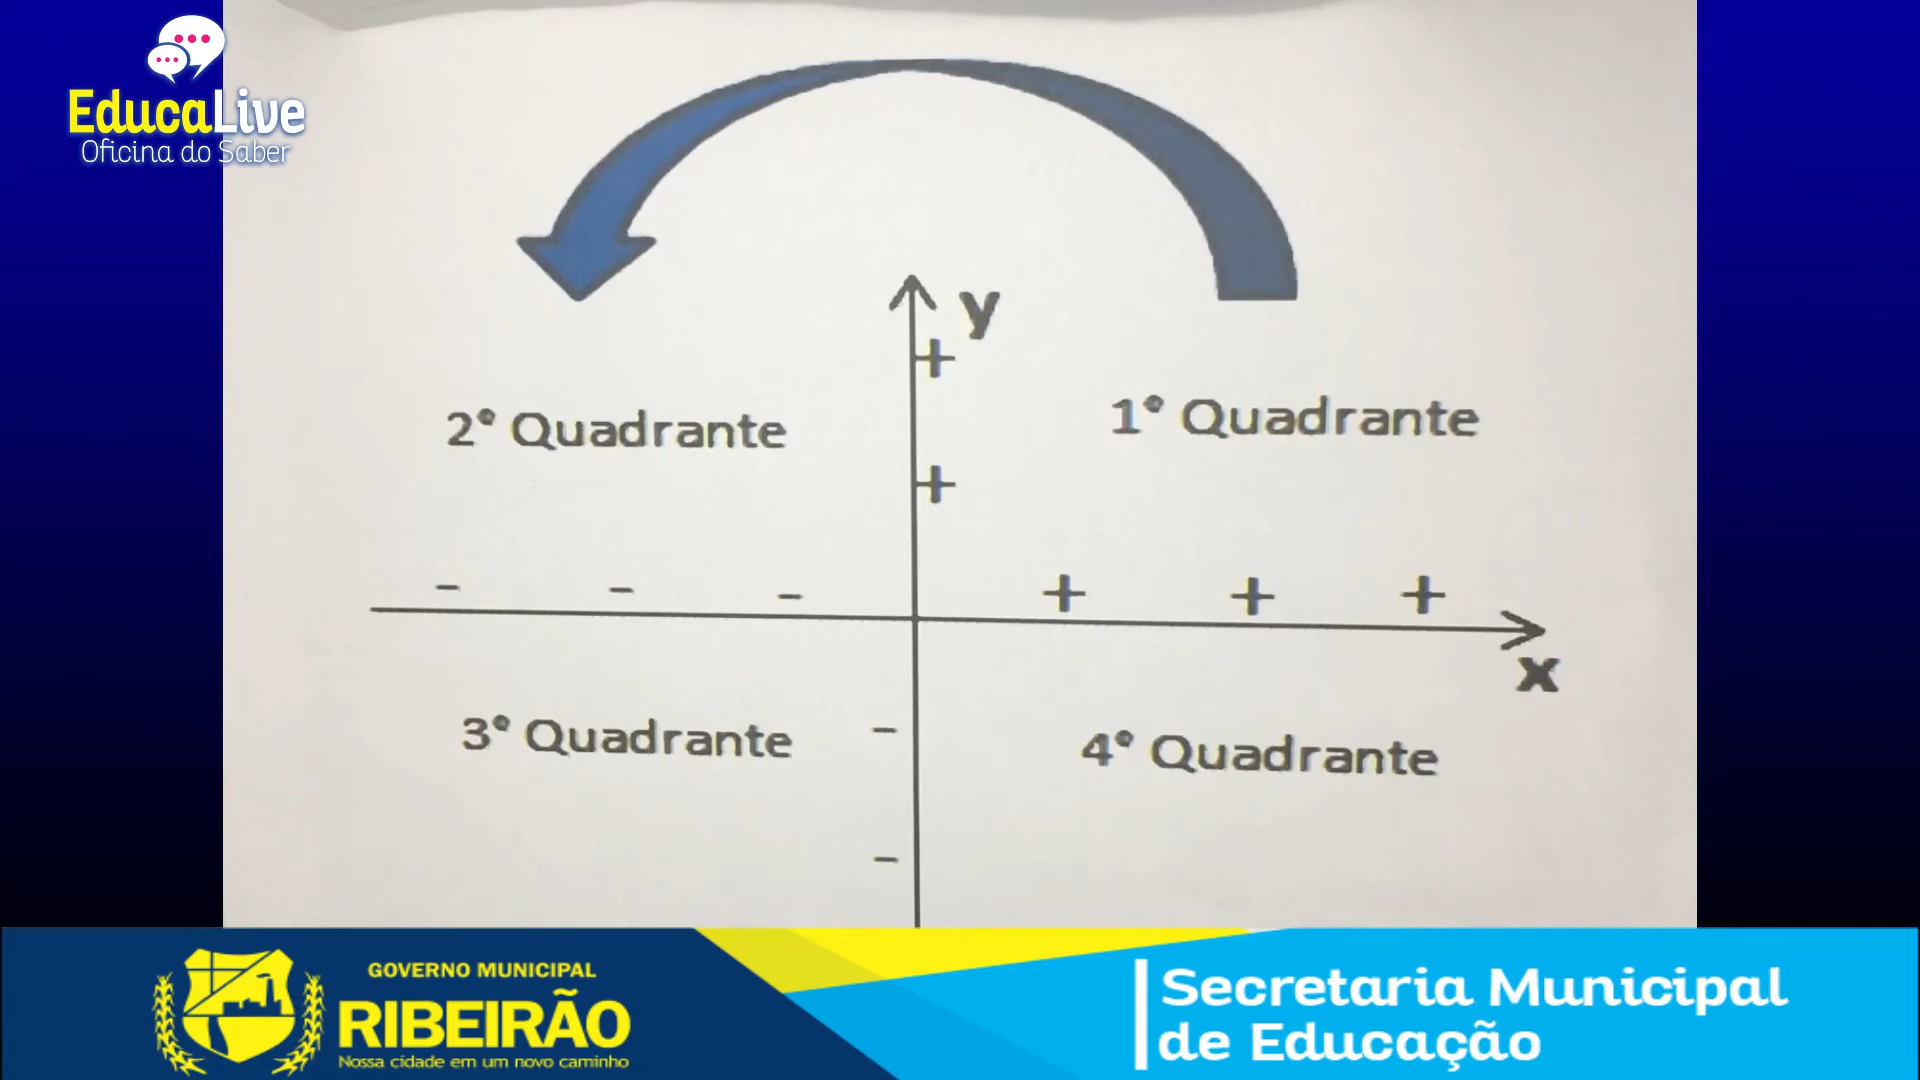 EducaLive
Oficina do Saber
y
+
2° Quadrante
1° Quadrante
+
- - - + + +
x
3° Quadrante
-
4° Quadrante
-
GOVERNO MUNICIPAL
RIBEIRÃO
Nossa cidade em um novo caminho
Secretaria Municipal
de Educação